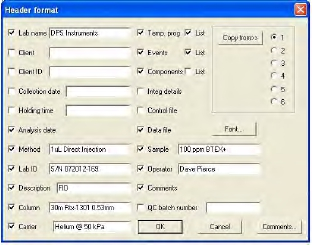 Header format
Lab name DPS Instruments Temp. prog List
Client Events List
Client ID Components List
Collection date Integ details
Holding time Control file
Copy from>
1
2
3
4
5
6
Analysis date Data file Font...
Method 1uL Direct Injection Sample 100 ppm BTEX+
Lab ID S/N 072012-169 Operator Dave Pierce
Description FID Comments
Column 30m Rtx-1301 0.53mm QC batch number
Carrier Helium @ 50 kPa OK Cancel Comments...